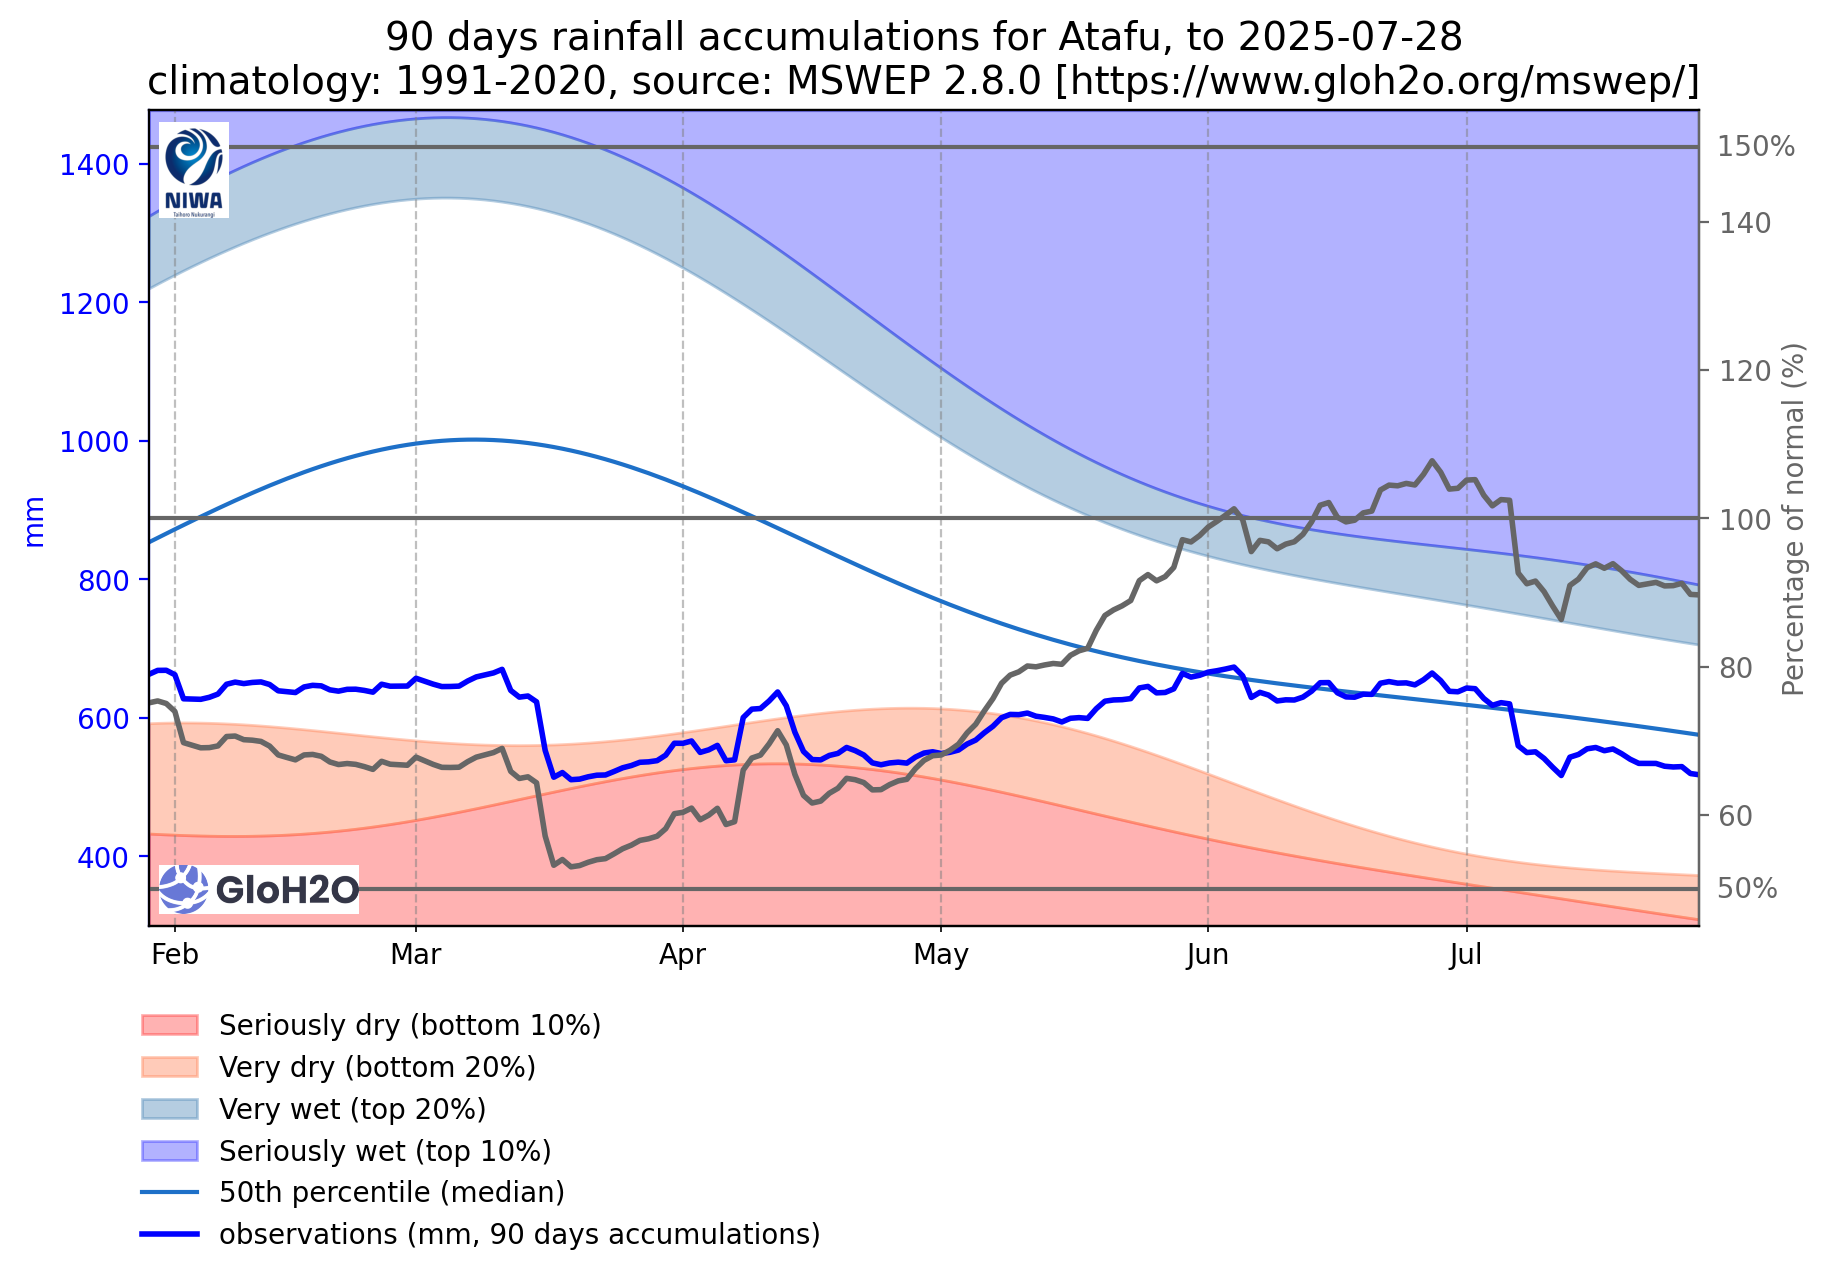 90 days rainfall accumulations for Atafu, to 2025-07-28
climatology: 1991-2020, source: MSWEP 2.8.0 [https://www.gloh2o.org/mswep/]
NIWA
Taihoro Nukurangi
1400
1200
1000
800
600
400
mm
150%
140
120
100
80
60
50%
Percentage of normal (%)
GloH2O
Feb Mar Apr May Jun Jul
Seriously dry (bottom 10%)
Very dry (bottom 20%)
Very wet (top 20%)
Seriously wet (top 10%)
50th percentile (median)
observations (mm, 90 days accumulations)